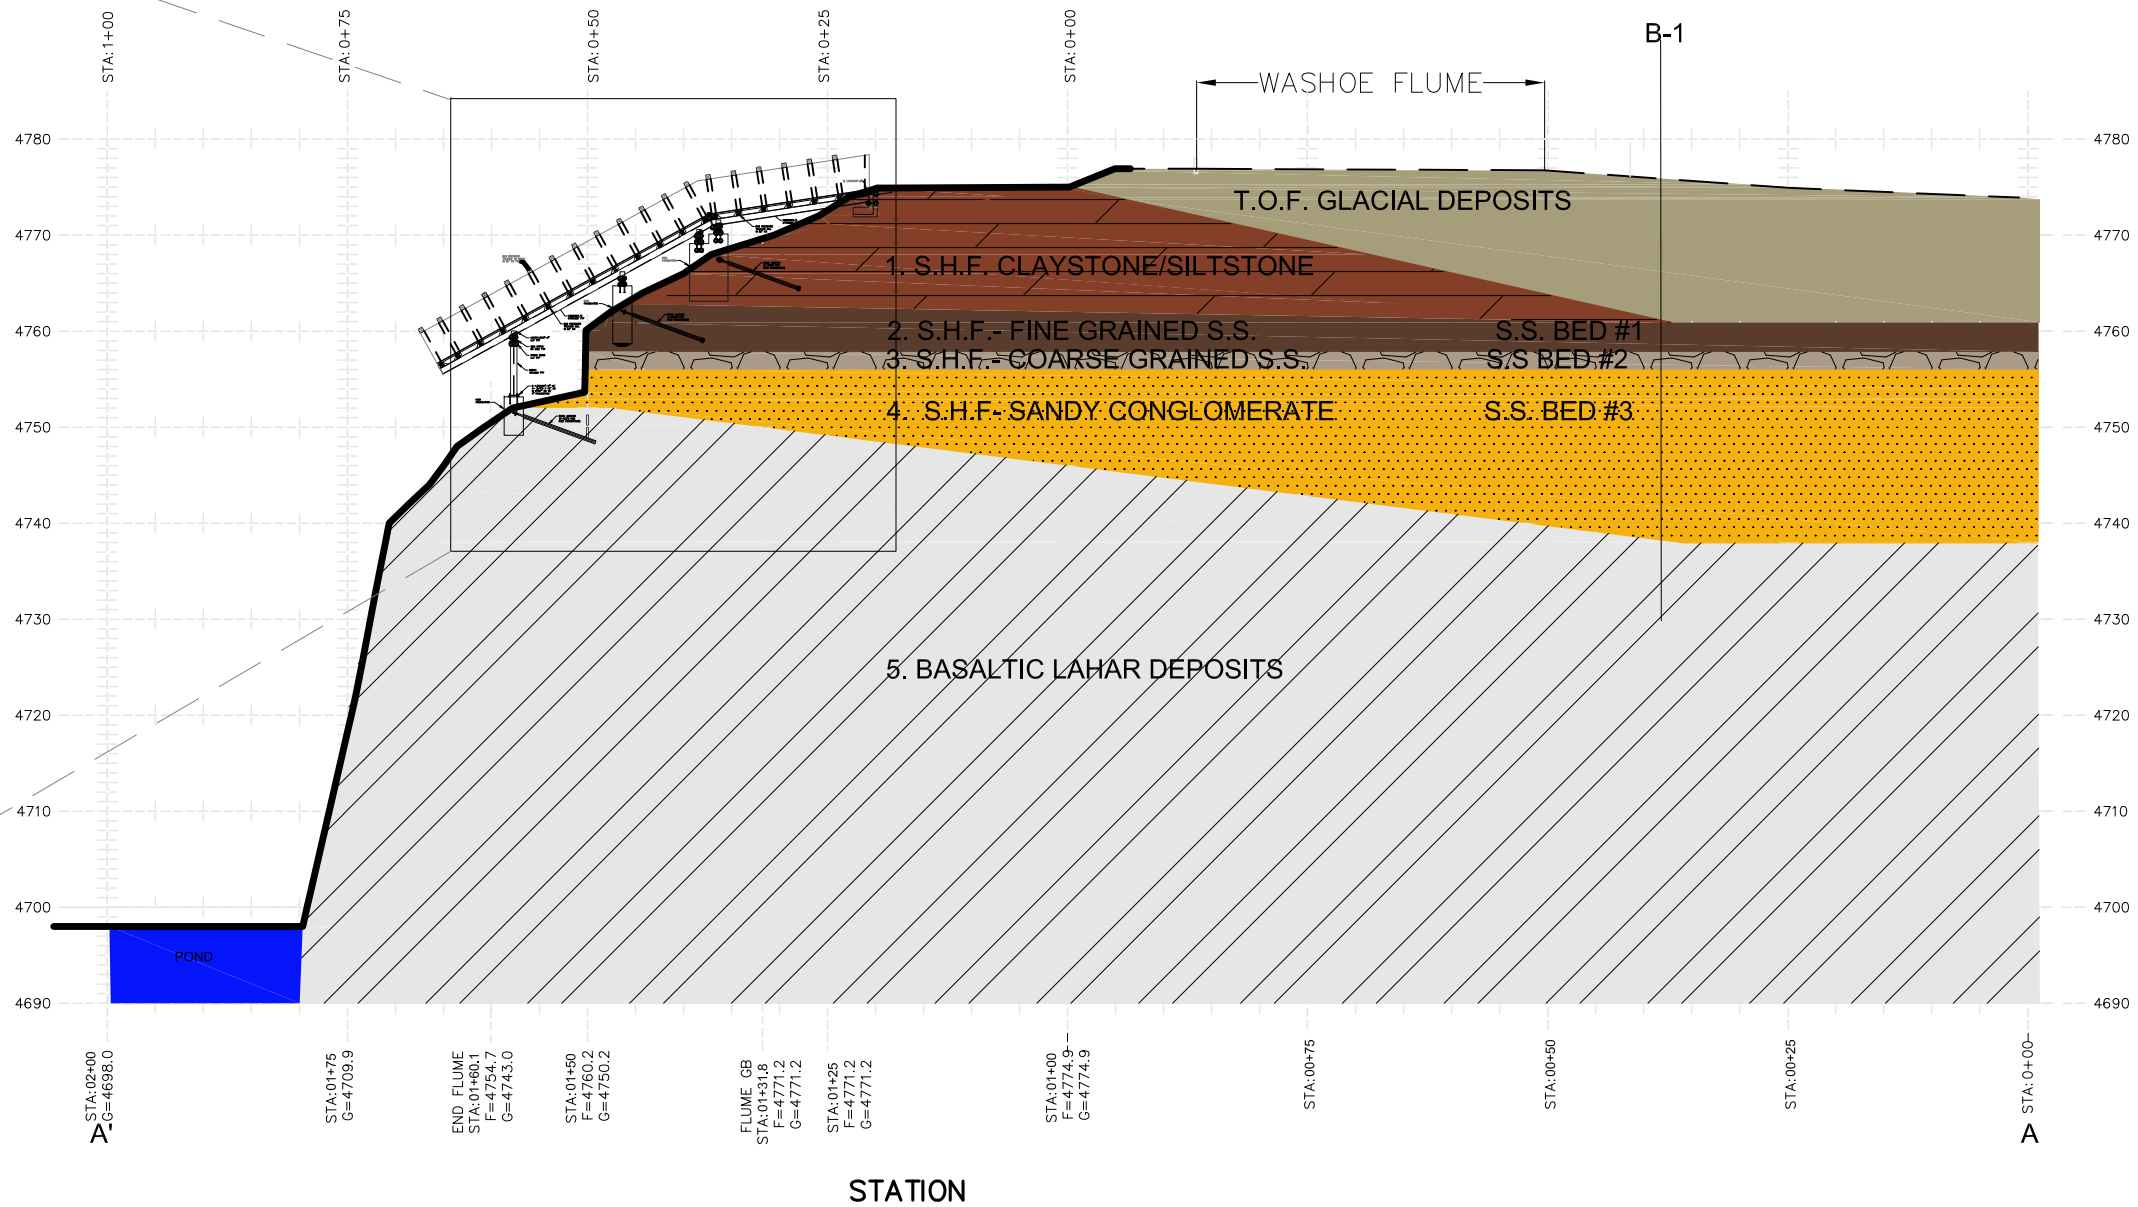 STA: 1+00
STA: 0+75
STA: 0+50
STA: 0+25
STA: 0+00
B-1
WASHOE FLUME
4780
4780
T.O.F. GLACIAL DEPOSITS
4770
4770
1. S.H.F. CLAYSTONE/SILTSTONE
4760
2. S.H.F.- FINE GRAINED S.S.
S.S. BED #1
4760
3. S.H.F.- COARSE GRAINED S.S.
S.S BED #2
4. S.H.F- SANDY CONGLOMERATE
S.S. BED #3
4750
4750
4740
4740
4730
4730
5. BASALTIC LAHAR DEPOSITS
4720
4720
4710
4710
4700
4700
POND
4690
4690
STA:02+00
G=4698.0
STA:01+75
G=4709.9
END FLUME
STA:01+60.1
F=4754.7
G=4743.0
STA:01+50
F=4760.2
G=4750.2
FLUME GB
STA:01+31.8
F=4771.2
G=4771.2
STA:01+25
F=4771.2
G=4771.2
STA:01+00
F=4774.9
G=4774.9
STA:00+75
STA:00+50
STA:00+25
STA: 0+00
A'
A
STATION